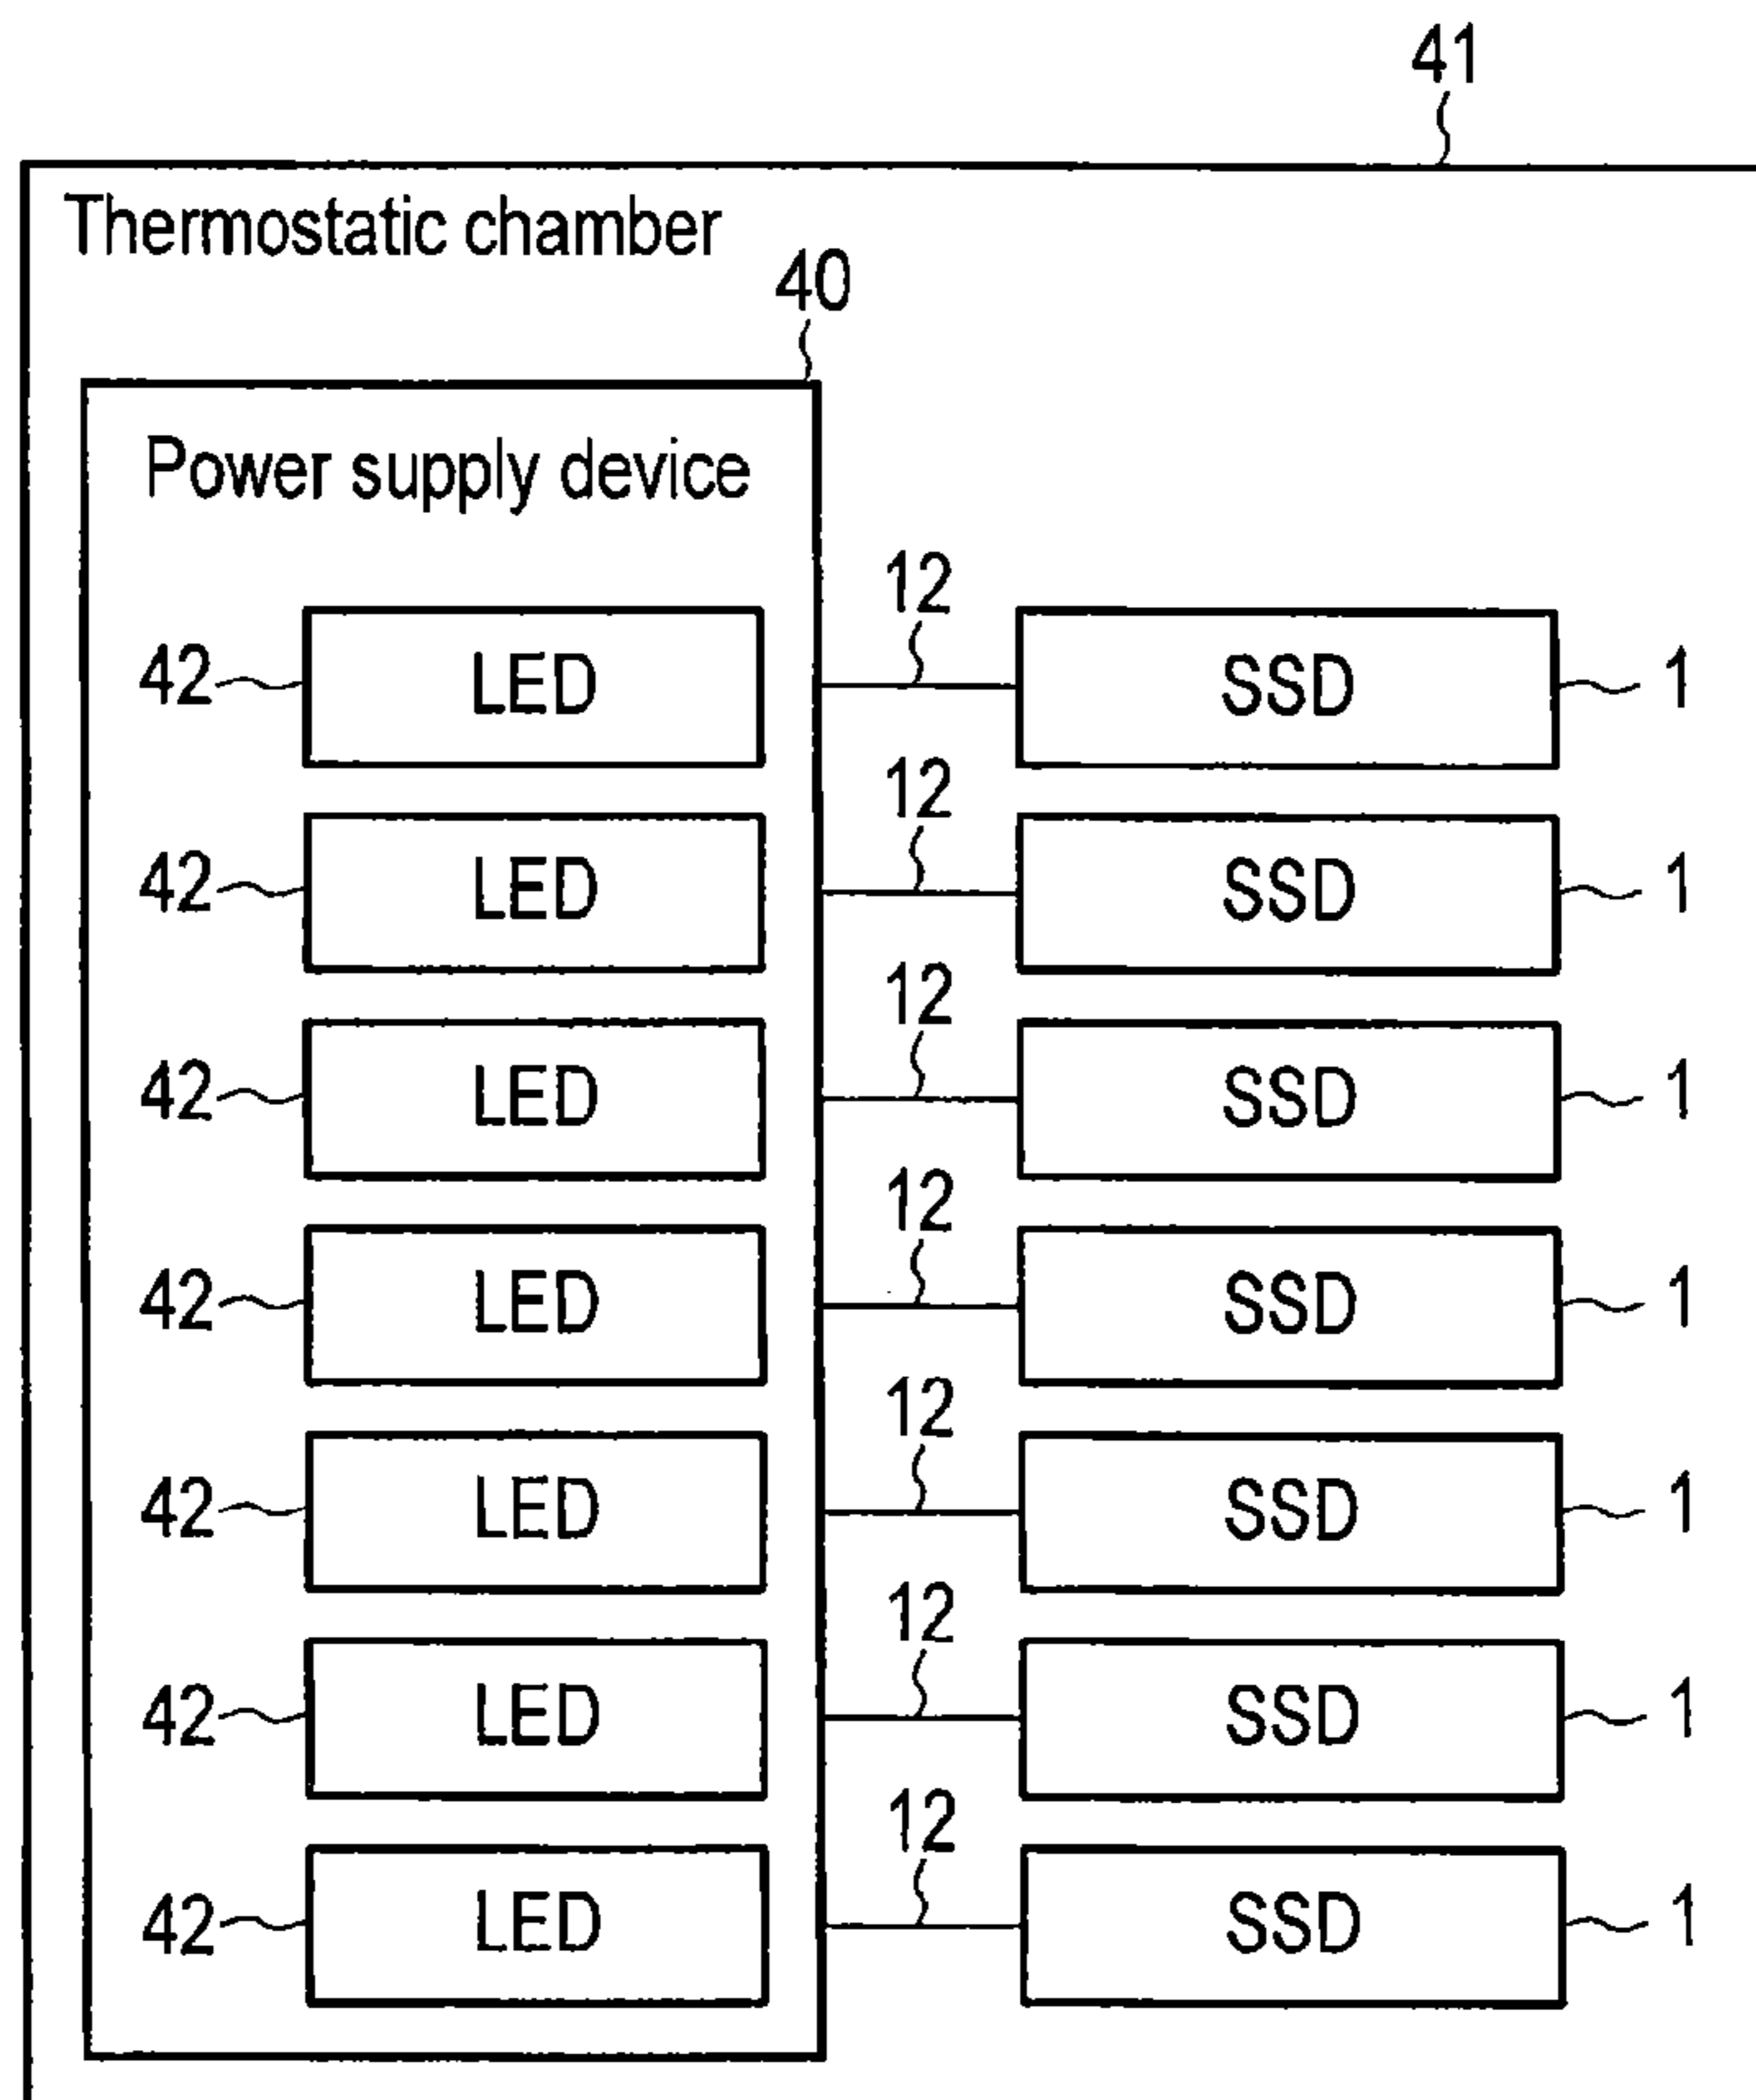 41
Thermostatic chamber
40
Power supply device
12
42 LED SSD 1
12
42 LED SSD 1
12
42 LED SSD 1
12
42 LED SSD 1
12
42 LED SSD 1
12
42 LED SSD 1
12
42 LED SSD 1